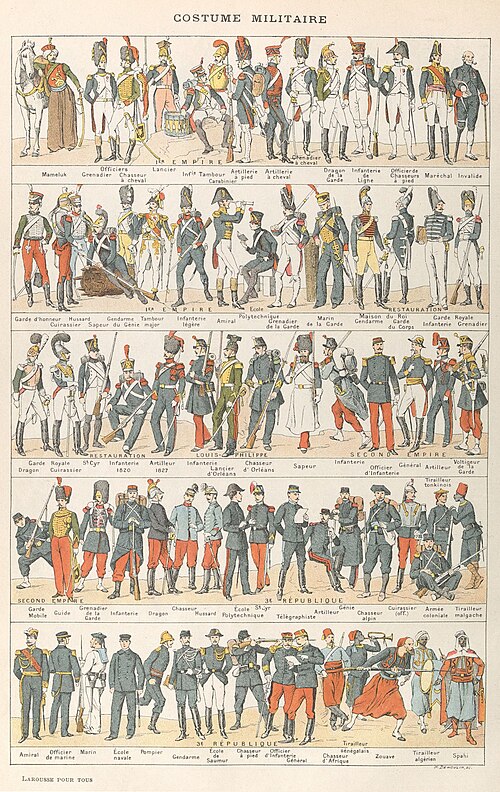 COSTUME MILITAIRE
1er EMPIRE
Mameluk Grenadier Officiers Chasseur à cheval Lancier Infie Tambour Carabinier Artillerie à pied Artillerie à cheval Grenadier à cheval Dragon de la Garde Infanterie de Ligne Officier de Chasseurs à pied Maréchal Invalide
1er EMPIRE École RESTAURATION
Garde d'honneur Hussard Cuirassier Gendarme Sapeur du Génie Tambour major Infanterie légère Amiral Polytechnique Grenadier de la Garde Marin de la Garde Maison du Roi Gendarme Garde du Corps Garde Royale Infanterie Grenadier
RESTAURATION LOUIS-PHILIPPE SECOND EMPIRE
Garde Royale Dragon Cuirassier St Cyr Infanterie 1820 Artilleur 1827 Infanterie Lancier d'Orléans Chasseur d'Orléans Sapeur Infanterie Officier d'Infanterie Général Artilleur Voltigeur de la Garde
Tirailleur tonkinois
SECOND EMPIRE 3e RÉPUBLIQUE
Garde Mobile Guide Grenadier de la Garde Infanterie Dragon Chasseur Hussard École Polytechnique St Cyr Télégraphiste Artilleur Génie Chasseur alpin Cuirassier (off.) Armée coloniale Tirailleur malgache
3e RÉPUBLIQUE
Amiral Officier de marine Marin École navale Pompier Gendarme École de Saumur Chasseur à pied Officier d'Infanterie Général Chasseur d'Afrique Tirailleur sénégalais Zouave Tirailleur algérien Spahi
LAROUSSE POUR TOUS